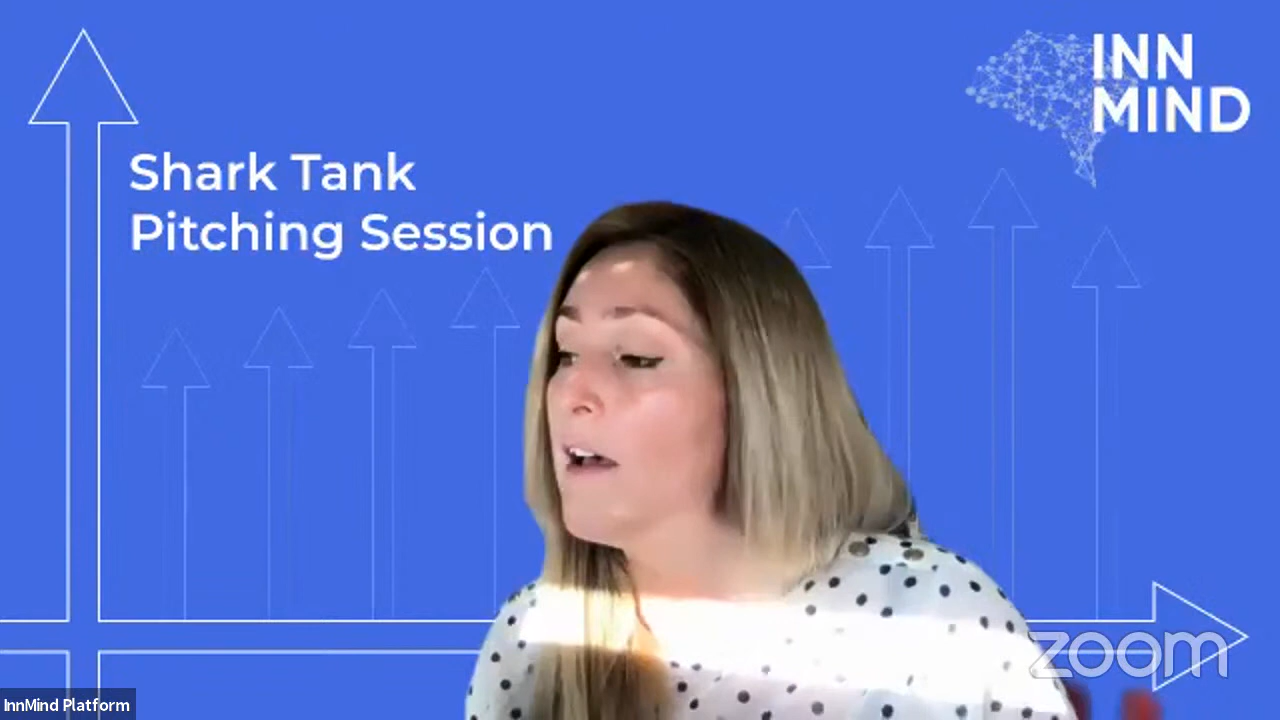 INN
MIND
Shark Tank
Pitching Session
zoom
InnMind Platform